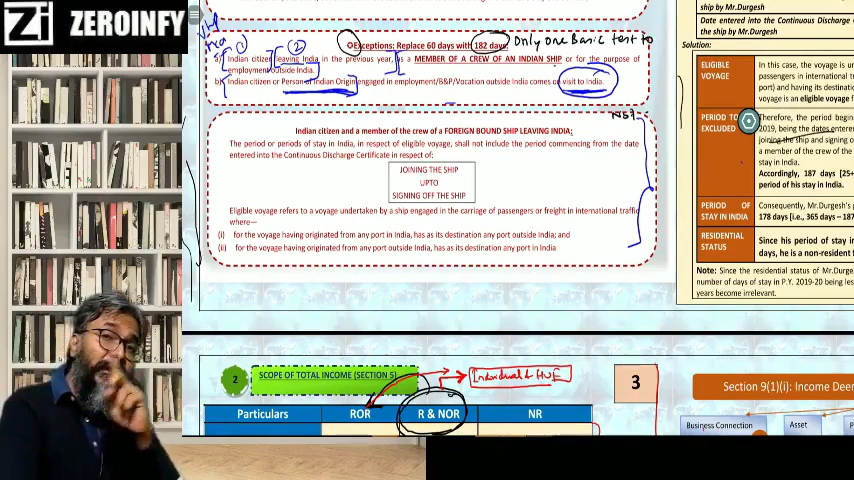 Zi ZEROINFY
Exceptions: Replace 60 days with 182 days
Only one Basic test to
Indian citizen leaving India in the previous year, as a MEMBER OF A CREW OF AN INDIAN SHIP or for the purpose of
employment outside India.
b) Indian citizen or Person of Indian Origin engaged in employment/B&P/Vocation outside India comes on visit to India.
Indian citizen and a member of the crew of a FOREIGN BOUND SHIP LEAVING INDIA:
The period or periods of stay in India, in respect of eligible voyage, shall not include the period commencing from the date
entered into the Continuous Discharge Certificate in respect of:
JOINING THE SHIP
UPTO
SIGNING OFF THE SHIP
Eligible voyage refers to a voyage undertaken by a ship engaged in the carriage of passengers or freight in international traffic
where—
(i) for the voyage having originated from any port in India, has as its destination any port outside India; and
(ii) for the voyage having originated from any port outside India, has as its destination any port in India
2 SCOPE OF TOTAL INCOME (SECTION 5)
Individual & HUF
Particulars ROR R & NOR NR
ship by Mr.Durgesh
Date entered into the Continuous Discharge
the ship by Mr.Durgesh
Solution:
ELIGIBLE VOYAGE
In this case, the voyage is un
passengers in international tr
port) and having its destinatio
voyage is an eligible voyage f
PERIOD TO EXCLUDED
Therefore, the period begin
2019, being the dates entere
joining the ship and signing o
a member of the crew of the
stay in India.
Accordingly, 187 days [25+
period of his stay in India.
PERIOD OF STAY IN INDIA
Consequently, Mr.Durgesh's p
178 days [i.e., 365 days – 187
RESIDENTIAL STATUS
Since his period of stay in
days, he is a non-resident f
Note: Since the residential status of Mr.Durge
number of days of stay in P.Y. 2019-20 being les
years become irrelevant.
3
Section 9(1)(i): Income Deer
Business Connection
Asset
P